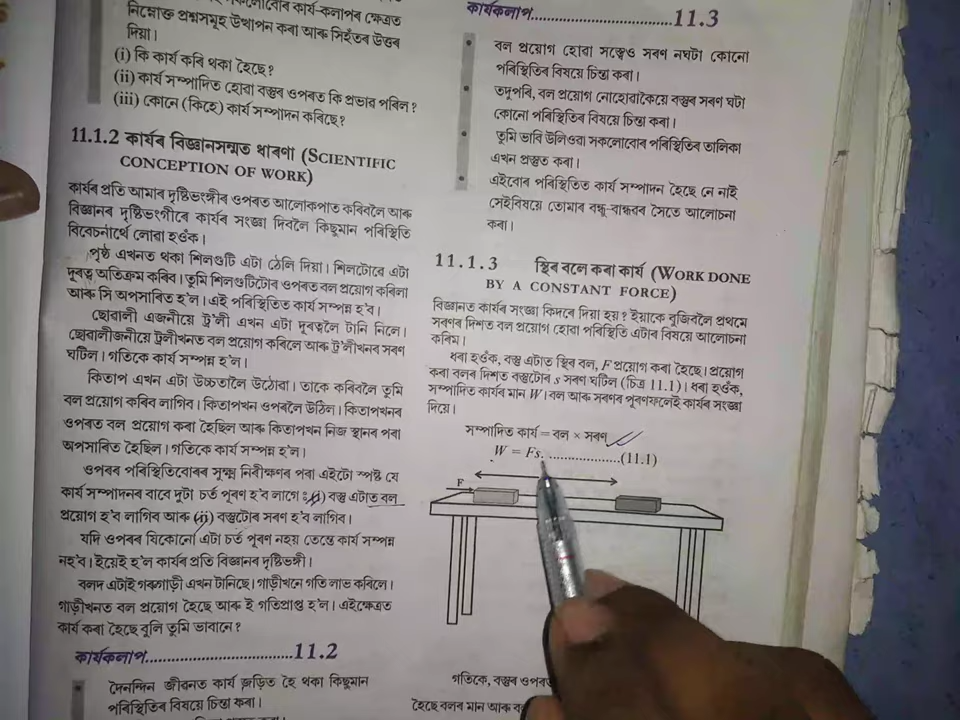 নিম্নোক্ত প্ৰশ্নসমূহ উত্থাপন কৰা আৰু সিহঁতৰ উত্তৰ
দিয়া।
(i) কি কাৰ্য কৰি থকা হৈছে?
(ii) কাৰ্য সম্পাদিত হোৱা বস্তুৰ ওপৰত কি প্ৰভাৱ পৰিল?
(iii) কোনে (কিহে) কাৰ্য সম্পাদন কৰিছে?
11.1.2 কাৰ্যৰ বিজ্ঞানসন্মত ধাৰণা (SCIENTIFIC
CONCEPTION OF WORK)
কাৰ্যৰ প্ৰতি আমাৰ দৃষ্টিভংগীৰ ওপৰত আলোকপাত কৰিবলৈ আৰু
বিজ্ঞানৰ দৃষ্টিভংগীৰে কাৰ্যৰ সংজ্ঞা দিবলৈ কিছুমান পৰিস্থিতি
বিবেচনাৰ্থে লোৱা হওঁক।
পৃষ্ঠ এখনত থকা শিলগুটি এটা ঠেলি দিয়া। শিলটোৱে এটা
দূৰত্ব অতিক্ৰম কৰিব। তুমি শিলগুটিটোৰ ওপৰত বল প্ৰয়োগ কৰিলা
আৰু সি অপসাৰিত হ'ল। এই পৰিস্থিতিত কাৰ্য সম্পন্ন হ'ব।
ছোৱালী এজনীয়ে ট্ৰ'লী এখন এটা দূৰত্বলৈ টানি নিলে।
ছোৱালীজনীয়ে ট্ৰলীখনত বল প্ৰয়োগ কৰিলে আৰু ট্ৰ'লীখনৰ সৰণ
ঘটিল। গতিকে কাৰ্য সম্পন্ন হ'ল।
কিতাপ এখন এটা উচ্চতালৈ উঠোৱা। তাকে কৰিবলৈ তুমি
বল প্ৰয়োগ কৰিব লাগিব। কিতাপখন ওপৰলৈ উঠিল। কিতাপখনৰ
ওপৰত বল প্ৰয়োগ কৰা হৈছিল আৰু কিতাপখন নিজ স্থানৰ পৰা
অপসাৰিত হৈছিল। গতিকে কাৰ্য সম্পন্ন হ'ল।
ওপৰৰ পৰিস্থিতিবোৰৰ সূক্ষ্ম নিৰীক্ষণৰ পৰা এইটো স্পষ্ট যে
কাৰ্য সম্পাদনৰ বাবে দুটা চৰ্ত পূৰণ হ'ব লাগে : (i) বস্তু এটাত বল
প্ৰয়োগ হ'ব লাগিব আৰু (ii) বস্তুটোৰ সৰণ হ'ব লাগিব।
যদি ওপৰৰ যিকোনো এটা চৰ্ত পূৰণ নহয় তেন্তে কাৰ্য সম্পন্ন
নহ'ব। ইয়েই হ'ল কাৰ্যৰ প্ৰতি বিজ্ঞানৰ দৃষ্টিভংগী।
বলদ এটাই গৰুগাড়ী এখন টানিছে। গাড়ীখনে গতি লাভ কৰিলে।
গাড়ীখনত বল প্ৰয়োগ হৈছে আৰু ই গতিপ্ৰাপ্ত হ'ল। এইক্ষেত্ৰত
কাৰ্য কৰা হৈছে বুলি তুমি ভাবানে?
কাৰ্যকলাপ.................................11.2
দৈনন্দিন জীৱনত কাৰ্য জড়িত হৈ থকা কিছুমান
পৰিস্থিতিৰ বিষয়ে চিন্তা কৰা।
কাৰ্যকলাপ.................................11.3
বল প্ৰয়োগ হোৱা সত্ত্বেও সৰণ নঘটা কোনো
পৰিস্থিতিৰ বিষয়ে চিন্তা কৰা।
তদুপৰি, বল প্ৰয়োগ নোহোৱাকৈয়ে বস্তুৰ সৰণ ঘটা
কোনো পৰিস্থিতিৰ বিষয়ে চিন্তা কৰা।
তুমি ভাবি উলিওৱা সকলোবোৰ পৰিস্থিতিৰ তালিকা
এখন প্ৰস্তুত কৰা।
এইবোৰ পৰিস্থিতিত কাৰ্য সম্পাদন হৈছে নে নাই
সেইবিষয়ে তোমাৰ বন্ধু-বান্ধৱৰ সৈতে আলোচনা
কৰা।
11.1.3 স্থিৰ বলে কৰা কাৰ্য (WORK DONE
BY A CONSTANT FORCE)
বিজ্ঞানত কাৰ্যৰ সংজ্ঞা কিদৰে দিয়া হয়? ইয়াকে বুজিবলৈ প্ৰথমে
সৰণৰ দিশত বল প্ৰয়োগ হোৱা পৰিস্থিতি এটাৰ বিষয়ে আলোচনা
কৰিম।
ধৰা হওঁক, বস্তু এটাত স্থিৰ বল, F প্ৰয়োগ কৰা হৈছে। প্ৰয়োগ
কৰা বলৰ দিশত বস্তুটোৰ s সৰণ ঘটিল (চিত্ৰ 11.1)। ধৰা হওঁক,
সম্পাদিত কাৰ্যৰ মান W। বল আৰু সৰণৰ পূৰণফলেই কাৰ্যৰ সংজ্ঞা
দিয়ে।
সম্পাদিত কাৰ্য = বল × সৰণ
W = Fs. ....................(11.1)
F
গতিকে, বস্তুৰ ওপৰত
হৈছে বলৰ মান আৰু